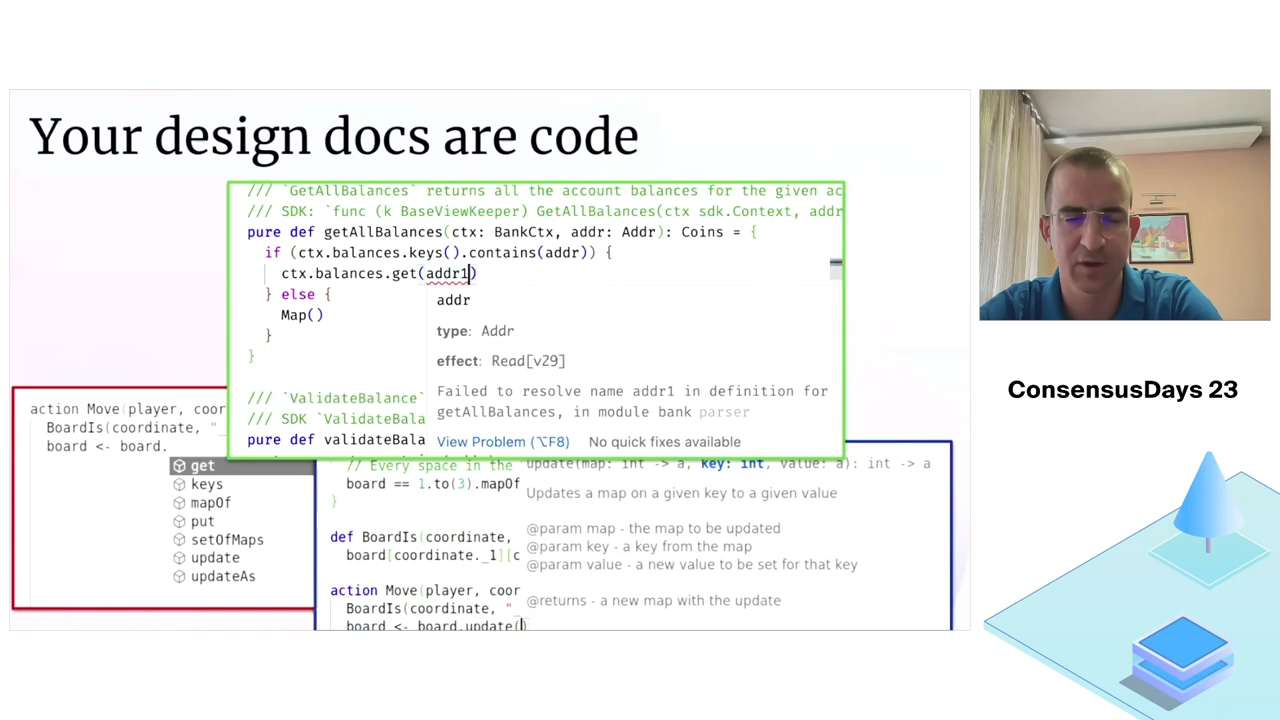 Your design docs are code
/// `GetAllBalances` returns all the account balances for the given ac
/// SDK: `func (k BaseViewKeeper) GetAllBalances(ctx sdk.Context, addr
pure def getAllBalances(ctx: BankCtx, addr: Addr): Coins = {
if (ctx.balances.keys().contains(addr)) {
ctx.balances.get(addr1)
} else {
Map()
}
}
/// `ValidateBalance`
/// SDK `ValidateBala
pure def validateBala
addr
type: Addr
effect: Read[v29]
Failed to resolve name addr1 in definition for
getAllBalances, in module bank parser
View Problem (⌥F8) No quick fixes available
action Move(player, coor
BoardIs(coordinate, "_
board <- board.
get
keys
mapOf
put
setOfMaps
update
updateAs
// Every space in the
board == 1.to(3).mapOf
}
def BoardIs(coordinate,
board[coordinate._1][c
action Move(player, coor
BoardIs(coordinate, "_
board <- board.update()
update(map: int -> a, key: int, value: a): int -> a
Updates a map on a given key to a given value
@param map - the map to be updated
@param key - a key from the map
@param value - a new value to be set for that key
@returns - a new map with the update
ConsensusDays 23